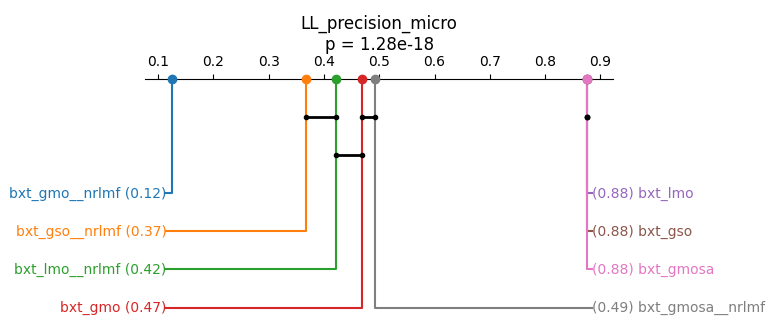 LL_precision_micro
p = 1.28e-18
0.1 0.2 0.3 0.4 0.5 0.6 0.7 0.8 0.9
bxt_gmo__nrlmf (0.12) (0.88) bxt_lmo
bxt_gso__nrlmf (0.37) (0.88) bxt_gso
bxt_lmo__nrlmf (0.42) (0.88) bxt_gmosa
bxt_gmo (0.47) (0.49) bxt_gmosa__nrlmf